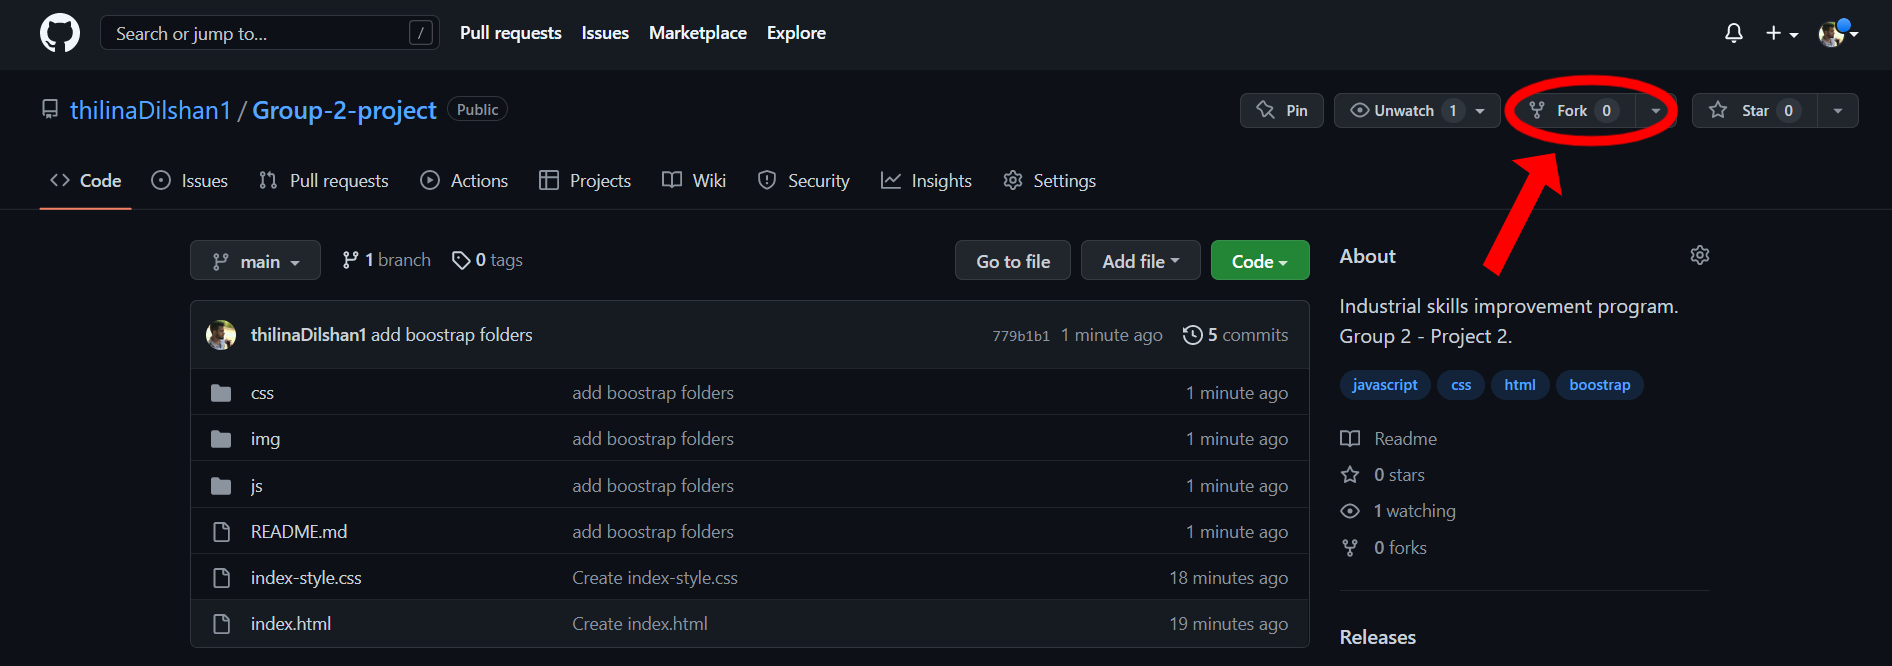 Search or jump to... /
Pull requests Issues Marketplace Explore
thilinaDilshan1 / Group-2-project Public
Pin Unwatch 1 Fork 0 Star 0
Code Issues Pull requests Actions Projects Wiki Security Insights Settings
main 1 branch 0 tags Go to file Add file Code
thilinaDilshan1 add boostrap folders 779b1b1 1 minute ago 5 commits
css add boostrap folders 1 minute ago
img add boostrap folders 1 minute ago
js add boostrap folders 1 minute ago
README.md add boostrap folders 1 minute ago
index-style.css Create index-style.css 18 minutes ago
index.html Create index.html 19 minutes ago
About
Industrial skills improvement program.
Group 2 - Project 2.
javascript css html boostrap
Readme
0 stars
1 watching
0 forks
Releases